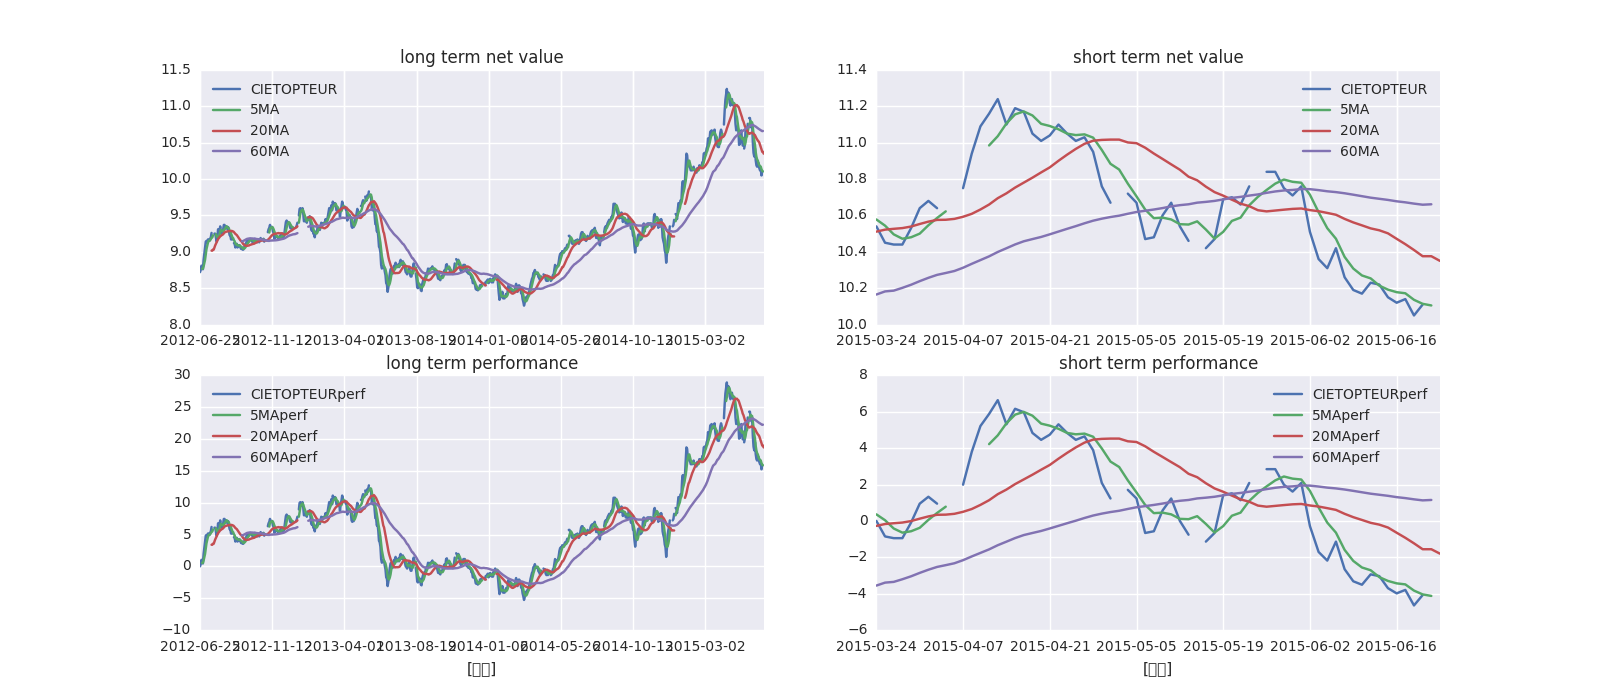 long term net value
11.5
11.0
10.5
10.0
9.5
9.0
8.5
8.0
CIETOPTEUR
5MA
20MA
60MA
2012-06-25 2012-11-12 2013-04-01 2013-08-19 2014-01-06 2014-05-26 2014-10-13 2015-03-02
short term net value
11.4
11.2
11.0
10.8
10.6
10.4
10.2
10.0
CIETOPTEUR
5MA
20MA
60MA
2015-03-24 2015-04-07 2015-04-21 2015-05-05 2015-05-19 2015-06-02 2015-06-16
long term performance
30
25
20
15
10
5
0
−5
−10
CIETOPTEURperf
5MAperf
20MAperf
60MAperf
2012-06-25 2012-11-12 2013-04-01 2013-08-19 2014-01-06 2014-05-26 2014-10-13 2015-03-02
short term performance
8
6
4
2
0
−2
−4
−6
CIETOPTEURperf
5MAperf
20MAperf
60MAperf
2015-03-24 2015-04-07 2015-04-21 2015-05-05 2015-05-19 2015-06-02 2015-06-16